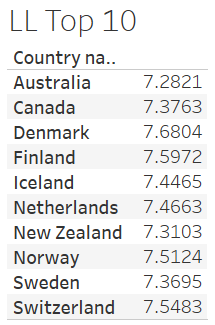 LL Top 10
Country na..
Australia 7.2821
Canada 7.3763
Denmark 7.6804
Finland 7.5972
Iceland 7.4465
Netherlands 7.4663
New Zealand 7.3103
Norway 7.5124
Sweden 7.3695
Switzerland 7.5483